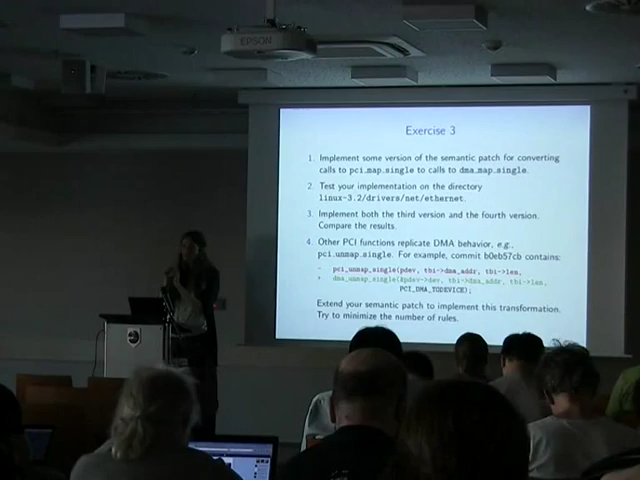 EPSON
Exercise 3
1. Implement some version of the semantic patch for converting
calls to pci_map_single to calls to dma_map_single.
2. Test your implementation on the directory
linux-3.2/drivers/net/ethernet.
3. Implement both the third version and the fourth version.
Compare the results.
4. Other PCI functions replicate DMA behavior, e.g.,
pci_unmap_single. For example, commit b0eb57cb contains:
- pci_unmap_single(pdev, tbi->dma_addr, tbi->len,
+ dma_unmap_single(&pdev->dev, tbi->dma_addr, tbi->len,
PCI_DMA_TODEVICE);
Extend your semantic patch to implement this transformation.
Try to minimize the number of rules.